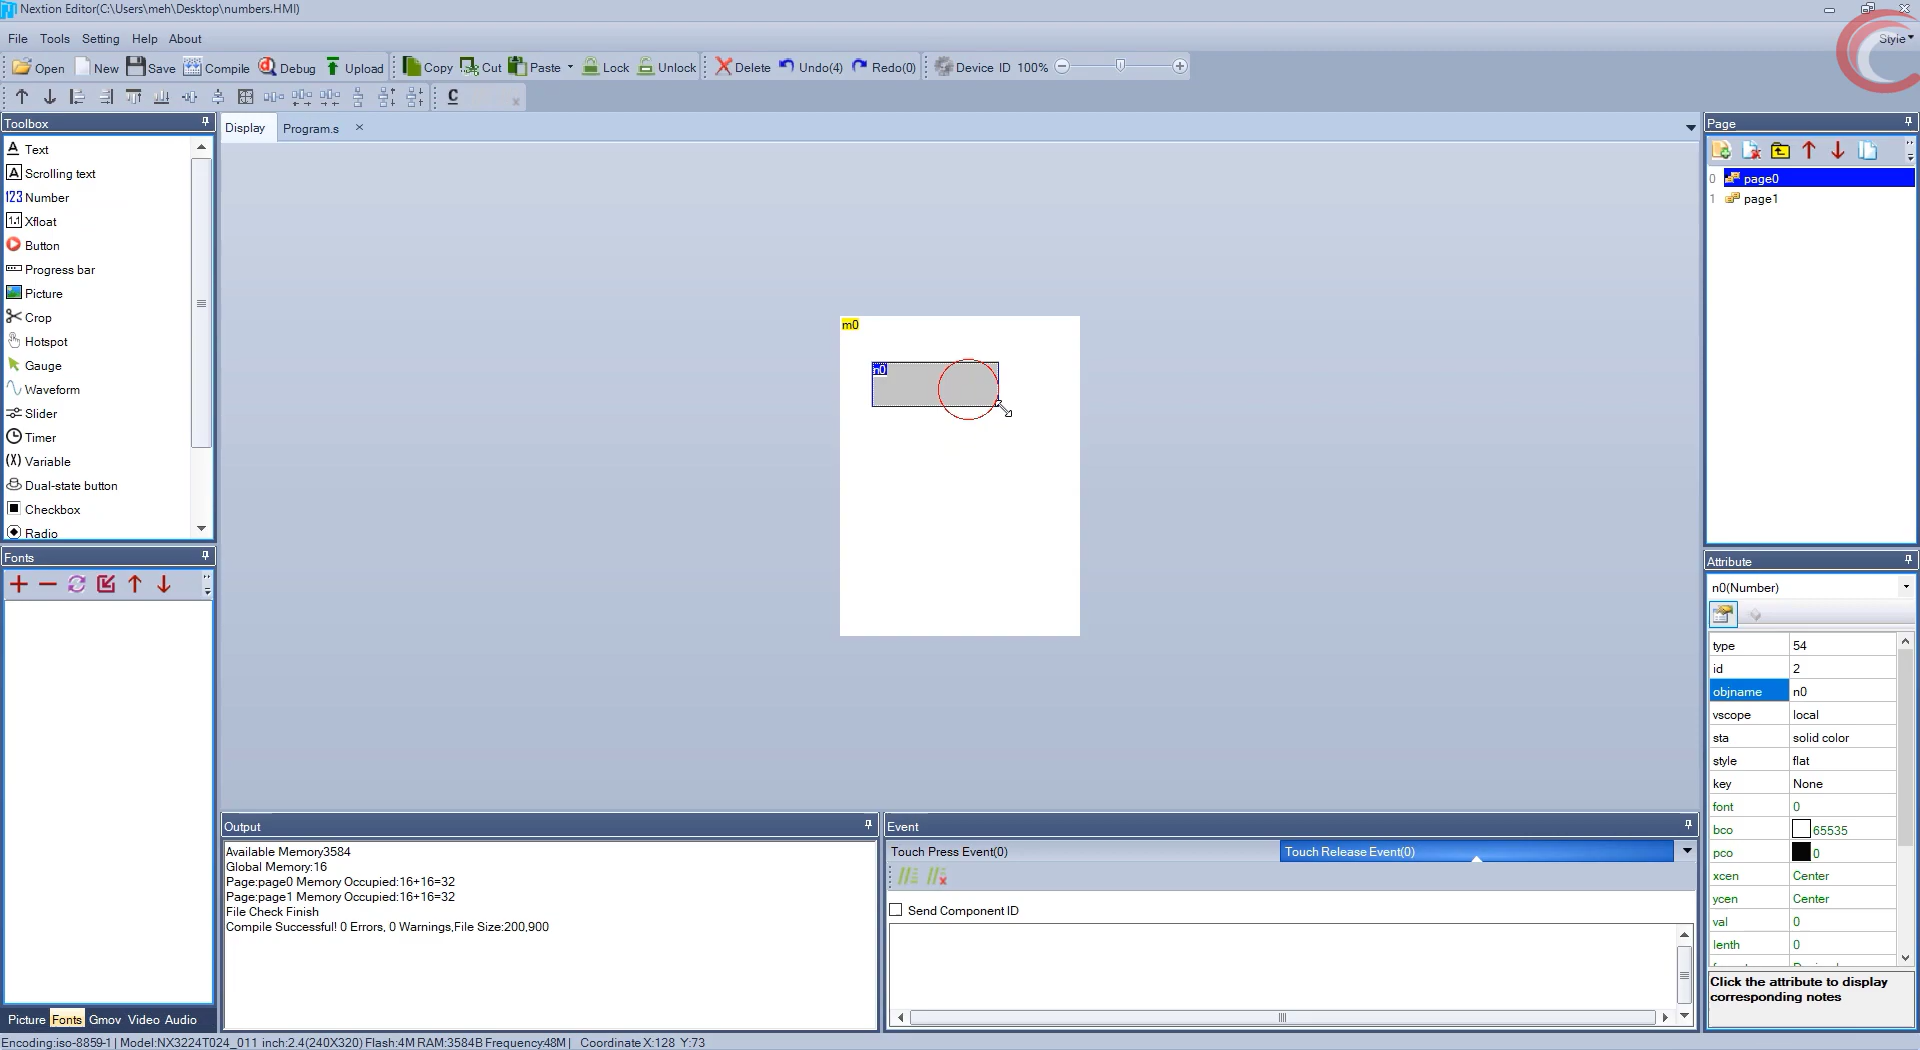 Nextion Editor(C:\Users\meh\Desktop\numbers.HMI)
File Tools Setting Help About
Style
Open New Save Compile Debug Upload Copy Cut Paste Lock Unlock Delete Undo(4) Redo(0) Device ID 100%
C
Toolbox
Text
Scrolling text
123 Number
Xfloat
Button
Progress bar
Picture
Crop
Hotspot
Gauge
Waveform
Slider
Timer
(X) Variable
Dual-state button
Checkbox
Radio
Fonts
Picture Fonts Gmov Video Audio
Display Program.s
m0
n0
Output
Available Memory3584
Global Memory:16
Page:page0 Memory Occupied:16+16=32
Page:page1 Memory Occupied:16+16=32
File Check Finish
Compile Successful! 0 Errors, 0 Warnings,File Size:200,900
Event
Touch Press Event(0) Touch Release Event(0)
Send Component ID
Page
0 page0
1 page1
Attribute
n0(Number)
type 54
id 2
objname n0
vscope local
sta solid color
style flat
key None
font 0
bco 65535
pco 0
xcen Center
ycen Center
val 0
lenth 0
Click the attribute to display
corresponding notes
Encoding:iso-8859-1 | Model:NX3224T024_011 inch:2.4(240X320) Flash:4M RAM:3584B Frequency:48M | Coordinate X:128 Y:73